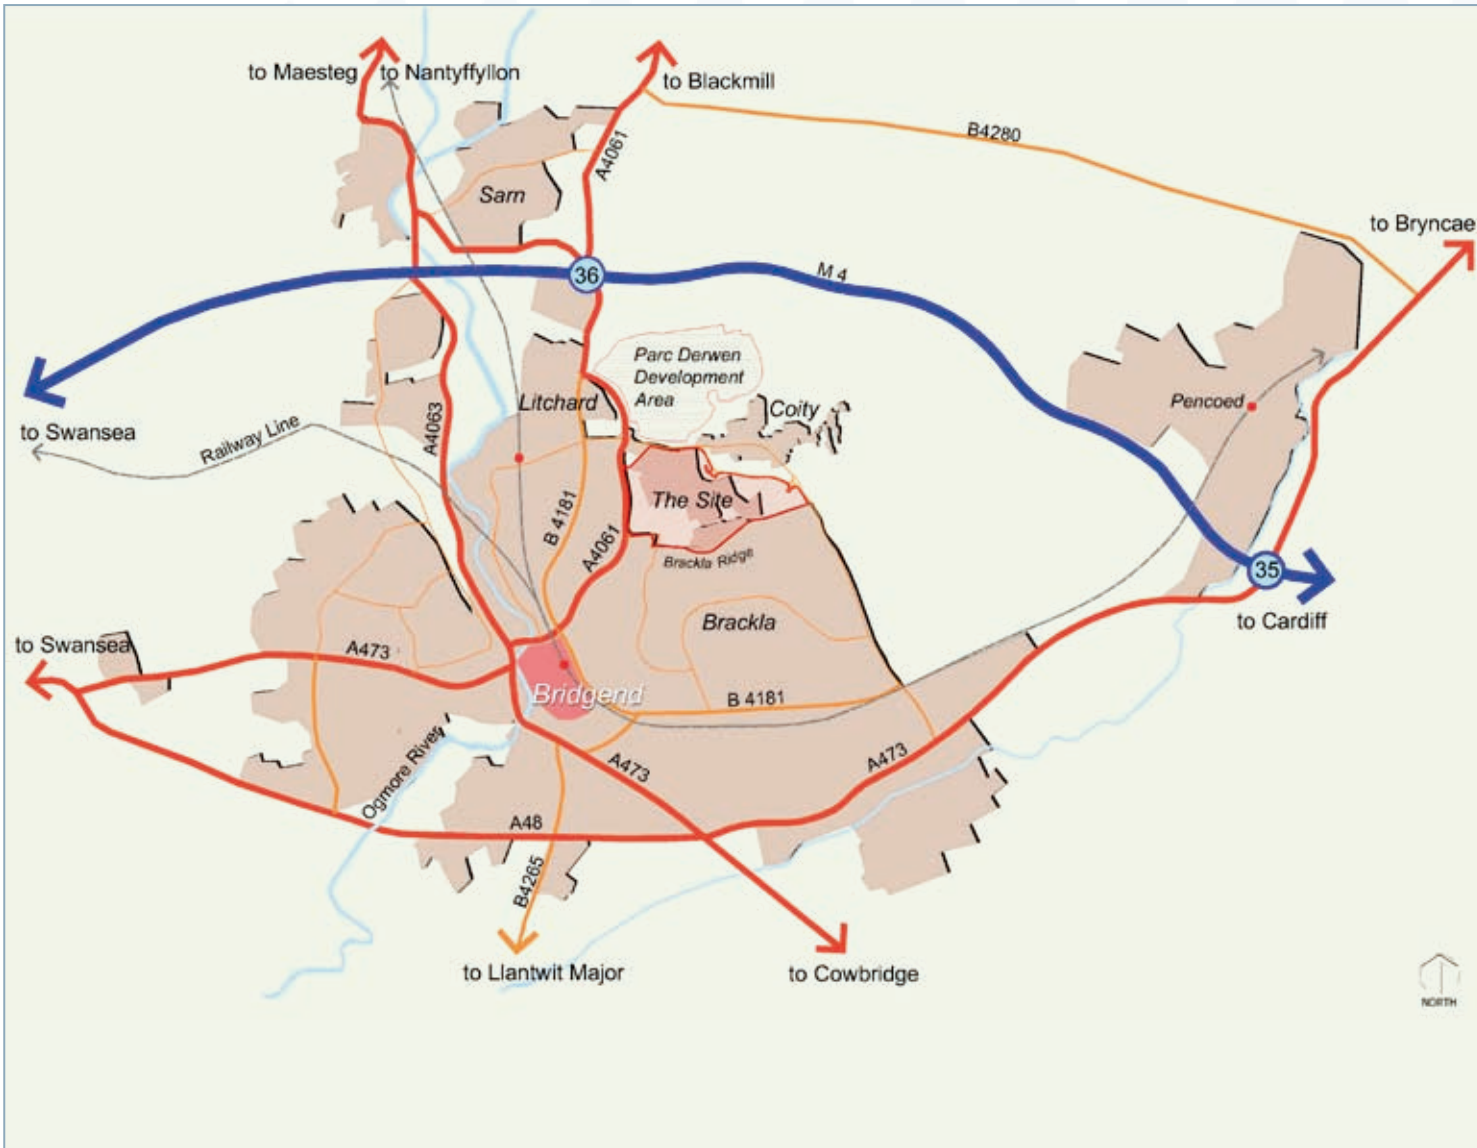 to Maesteg
to Nantyffyllon
to Blackmill
B4280
A4061
Sarn
to Bryncae
36
M 4
Parc Derwen
Development
Area
Litchard
Coity
Pencoed
A4063
to Swansea
Railway Line
The Site
B 4181
A4061
Brackla Ridge
35
to Cardiff
Brackla
to Swansea
A473
Bridgend
B 4181
Ogmore River
A473
A473
A48
B4265
to Llantwit Major
to Cowbridge
NORTH